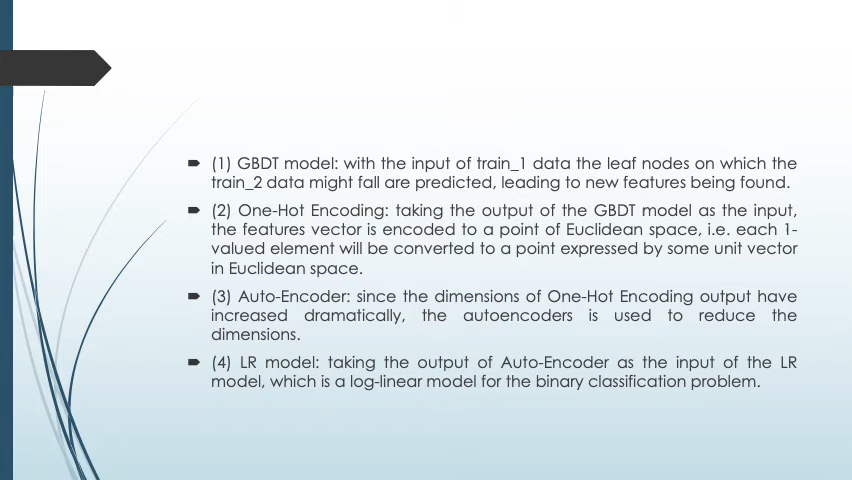 (1) GBDT model: with the input of train_1 data the leaf nodes on which the
train_2 data might fall are predicted, leading to new features being found.
(2) One-Hot Encoding: taking the output of the GBDT model as the input,
the features vector is encoded to a point of Euclidean space, i.e. each 1-
valued element will be converted to a point expressed by some unit vector
in Euclidean space.
(3) Auto-Encoder: since the dimensions of One-Hot Encoding output have
increased dramatically, the autoencoders is used to reduce the
dimensions.
(4) LR model: taking the output of Auto-Encoder as the input of the LR
model, which is a log-linear model for the binary classification problem.